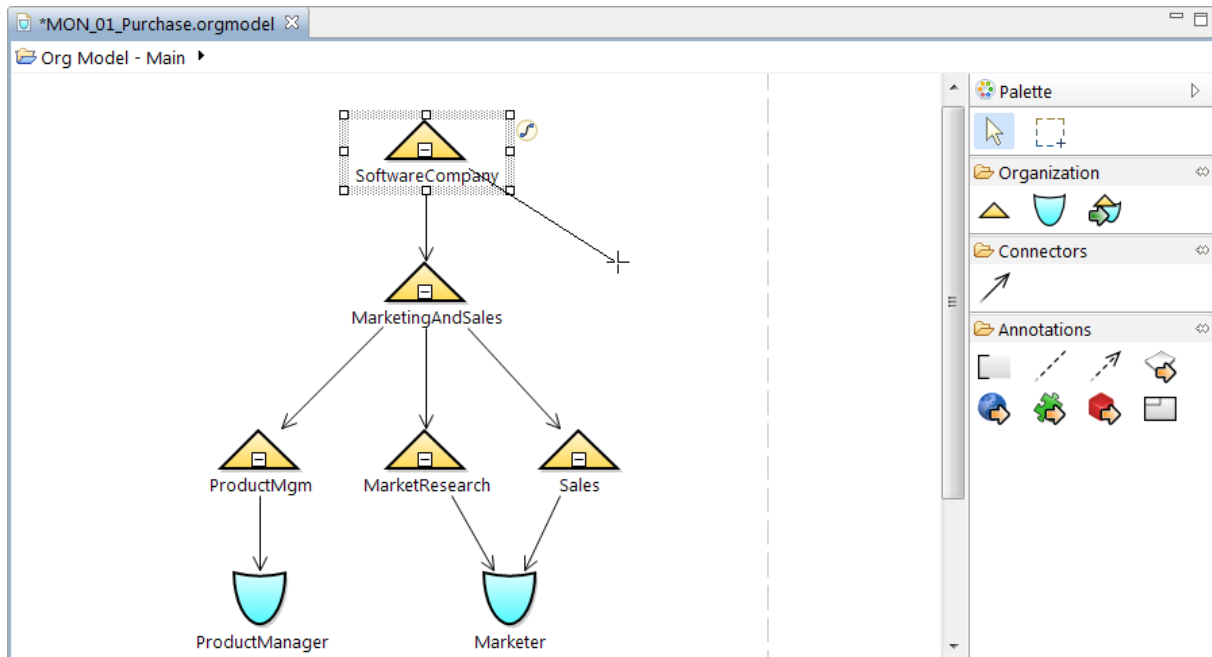 *MON_01_Purchase.orgmodel
Org Model - Main
Palette
SoftwareCompany
Organization
Connectors
MarketingAndSales
Annotations
ProductMgm
MarketResearch
Sales
ProductManager
Marketer